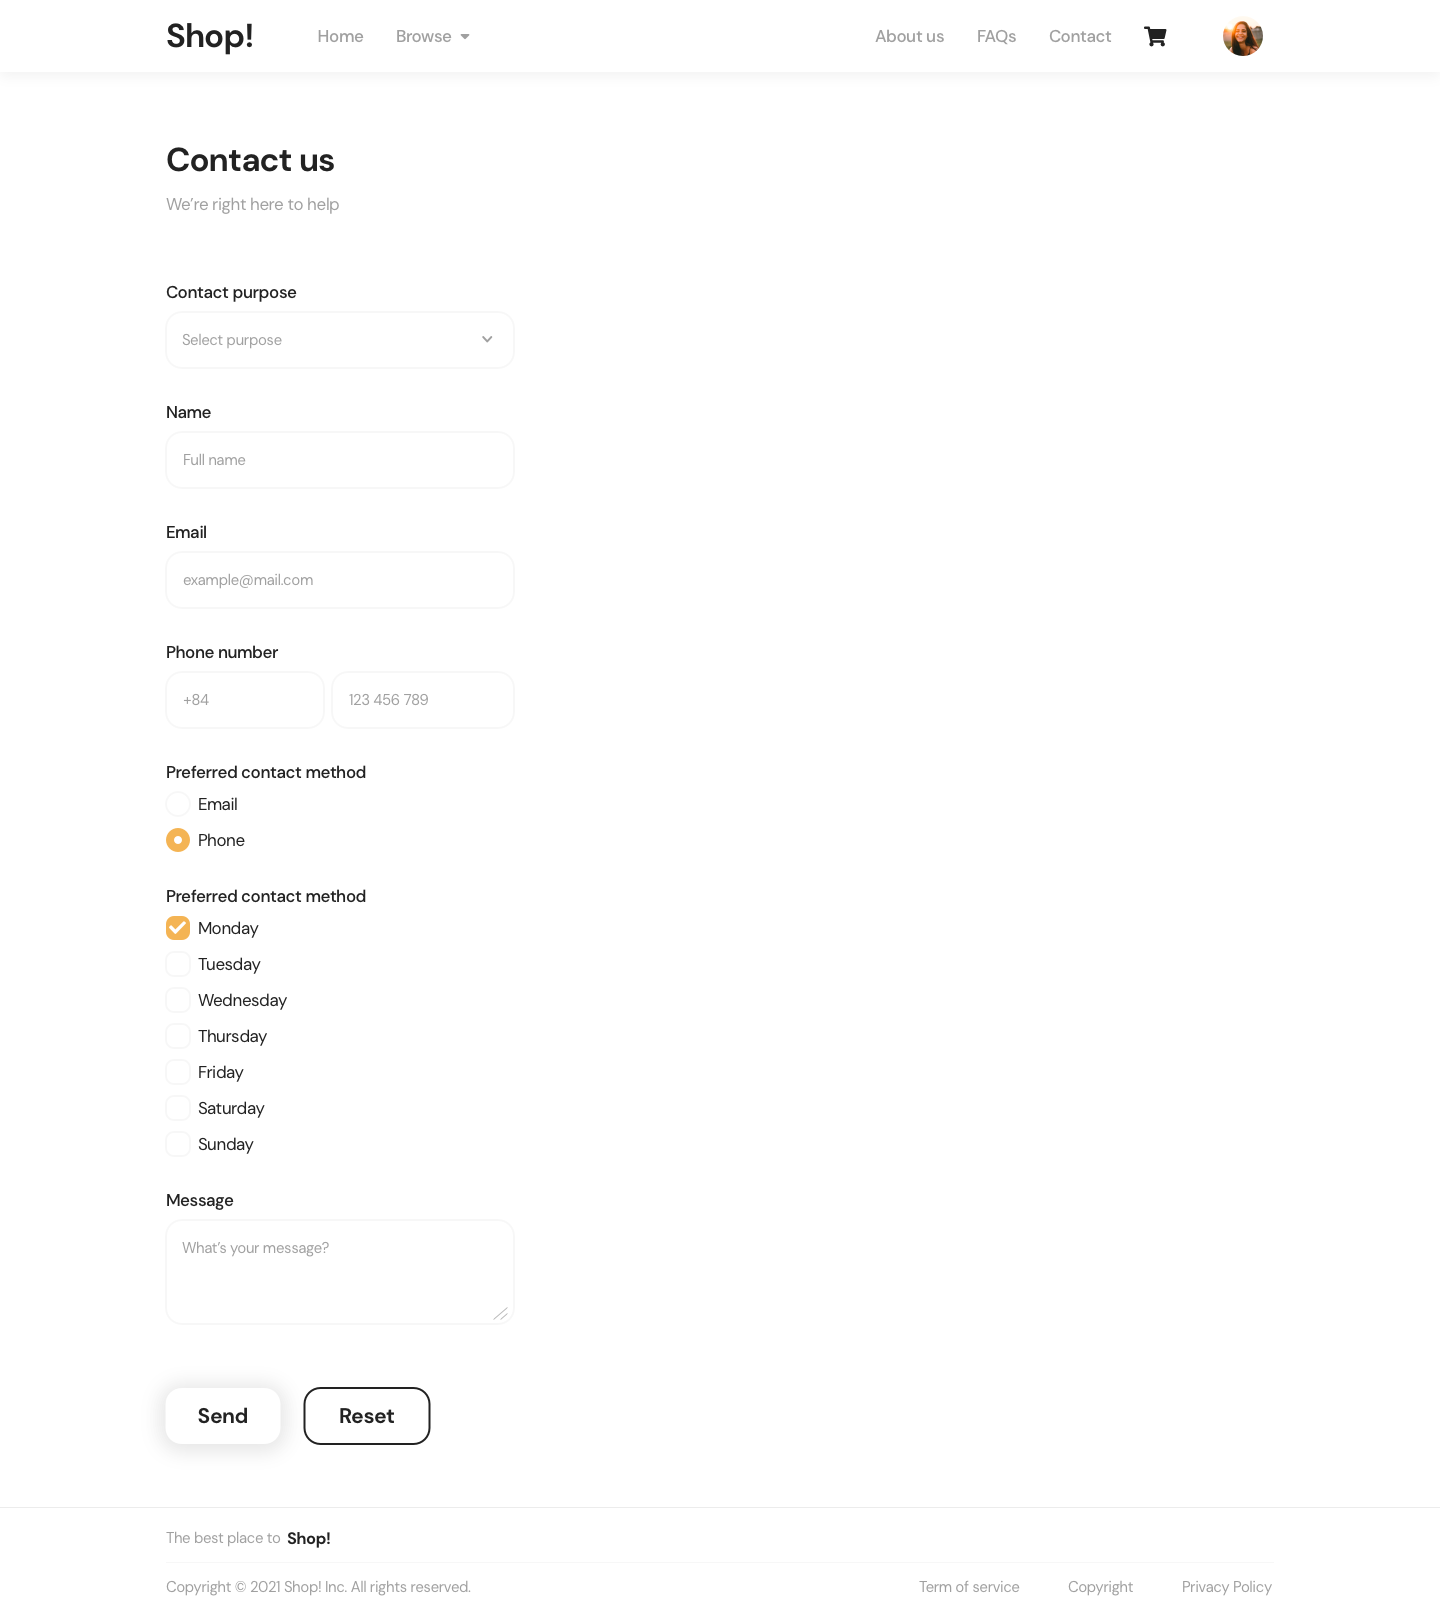 Shop! Home Browse About us FAQs Contact
Contact us
We’re right here to help
Contact purpose
Select purpose
Name
Full name
Email
example@mail.com
Phone number
+84 123 456 789
Preferred contact method
Email
Phone
Preferred contact method
Monday
Tuesday
Wednesday
Thursday
Friday
Saturday
Sunday
Message
What’s your message?
Send Reset
The best place to Shop!
Copyright © 2021 Shop! Inc. All rights reserved. Term of service Copyright Privacy Policy